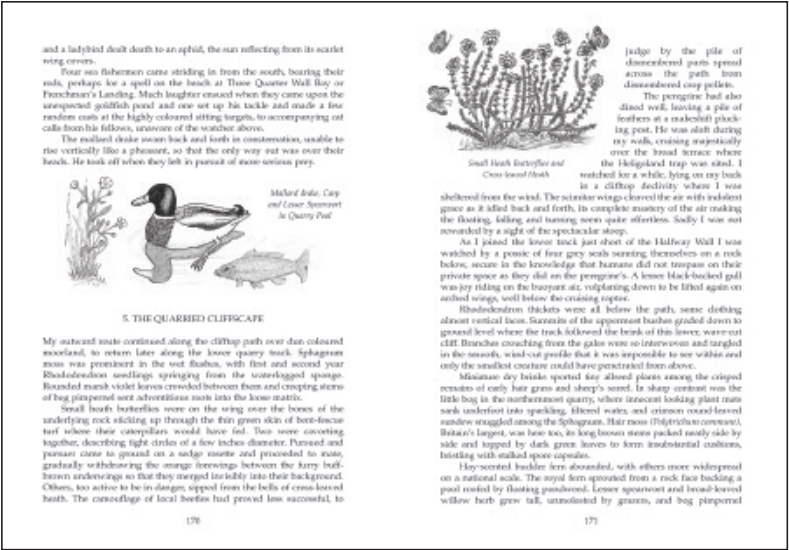 and a ladybird dealt death to an aphid, the sun reflecting from its scarlet
wing covers.
Four sea fishermen came striding in from the south, bearing their
rods, perhaps for a spell on the beach at Three Quarter Wall Bay or
Frenchman's Landing. Much laughter ensued when they came upon the
unexpected goldfish pond and one set up his tackle and made a few
random casts at the highly coloured sitting targets, to accompanying cat
calls from his fellows, unaware of the watcher above.
The mallard drake swam back and forth in consternation, unable to
rise vertically like a pheasant, so that the only way out was over their
heads. He took off when they left in pursuit of more serious prey.
Mallard drake, Carp
and Lesser Spearwort
in Quarry Pool
5. THE QUARRIED CLIFFSCAPE
My outward route continued along the clifftop path over dun coloured
moorland, to return later along the lower quarry track. Sphagnum
moss was prominent in the wet flushes, with first and second year
Rhododendron seedlings springing from the waterlogged sponge.
Rounded marsh violet leaves crowded between them and creeping stems
of bog pimpernel sent adventitious roots into the loose matrix.
Small heath butterflies were on the wing over the bones of the
underlying rock sticking up through the thin green skin of bent-fescue
turf where their caterpillars would have fed. Two were cavorting
together, describing tight circles of a few inches diameter. Pursued and
pursuer came to ground on a sedge rosette and proceeded to mate,
gradually withdrawing the orange forewings between the furry buff-
brown underwings so that they merged invisibly into their background.
Others, too active to be in danger, sipped from the bells of cross-leaved
heath. The camouflage of local beetles had proved less successful, to
170
Small Heath Butterflies and
Cross-leaved Heath
judge by the pile of
dismembered parts spread
across the path from
dismembered crop pellets.
The peregrine had also
dined well, leaving a pile of
feathers at a makeshift pluck-
ing post. He was aloft during
my walk, cruising majestically
over the broad terrace where
the Heligoland trap was sited. I
watched for a while, lying on my back
in a clifftop declivity where I was
sheltered from the wind. The scimitar wings cleaved the air with indolent
grace as it idled back and forth, its complete mastery of the air making
the floating, falling and turning seem quite effortless. Sadly I was not
rewarded by a sight of the spectacular stoop.
As I joined the lower track just short of the Halfway Wall I was
watched by a posse of four grey seals sunning themselves on a rock
below, secure in the knowledge that humans did not trespass on their
private space as they did on the peregrine's. A lesser black-backed gull
was joy riding on the buoyant air, volplaning down to be lifted again on
arched wings, well below the cruising raptor.
Rhododendron thickets were all below the path, some clothing
almost vertical faces. Summits of the uppermost bushes graded down to
ground level where the track followed the brink of this lower, wave-cut
cliff. Branches crouching from the gales were so interwoven and tangled
in the smooth, wind-cut profile that it was impossible to see within and
only the smallest creature could have penetrated from above.
Miniature dry brinks sported tiny allseed plants among the crisped
remains of early hair grass and sheep's sorrel. In sharp contrast was the
little bog in the northernmost quarry, where innocent looking plant mats
sank underfoot into sparkling, filtered water, and crimson round-leaved
sundew snuggled among the Sphagnum. Hair moss (Polytrichum commune),
Britain's largest, was here too, its long brown stems packed neatly side by
side and topped by dark green leaves to form insubstantial cushions,
bristling with stalked spore capsules.
Hay-scented buckler fern abounded, with others more widespread
on a national scale. The royal fern sprouted from a rock face backing a
pool roofed by floating pondweed. Lesser spearwort and broad-leaved
willow herb grew tall, unmolested by grazers, and bog pimpernel
171